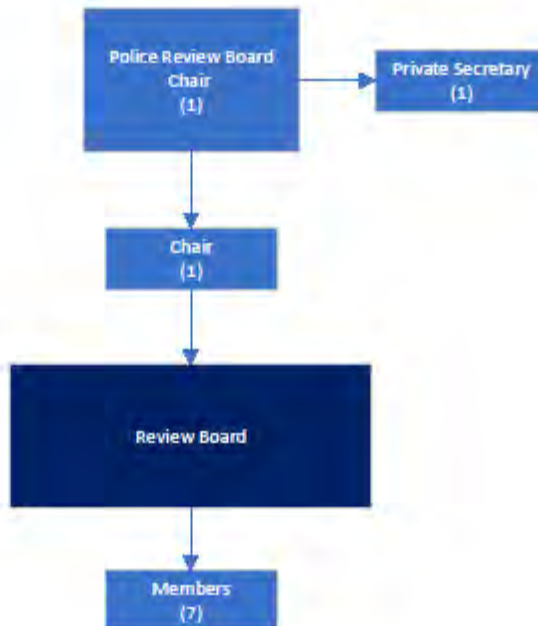 Police Review Board
Chair
(1)
Private Secretary
(1)
Chair
(1)
Review Board
Members
(7)